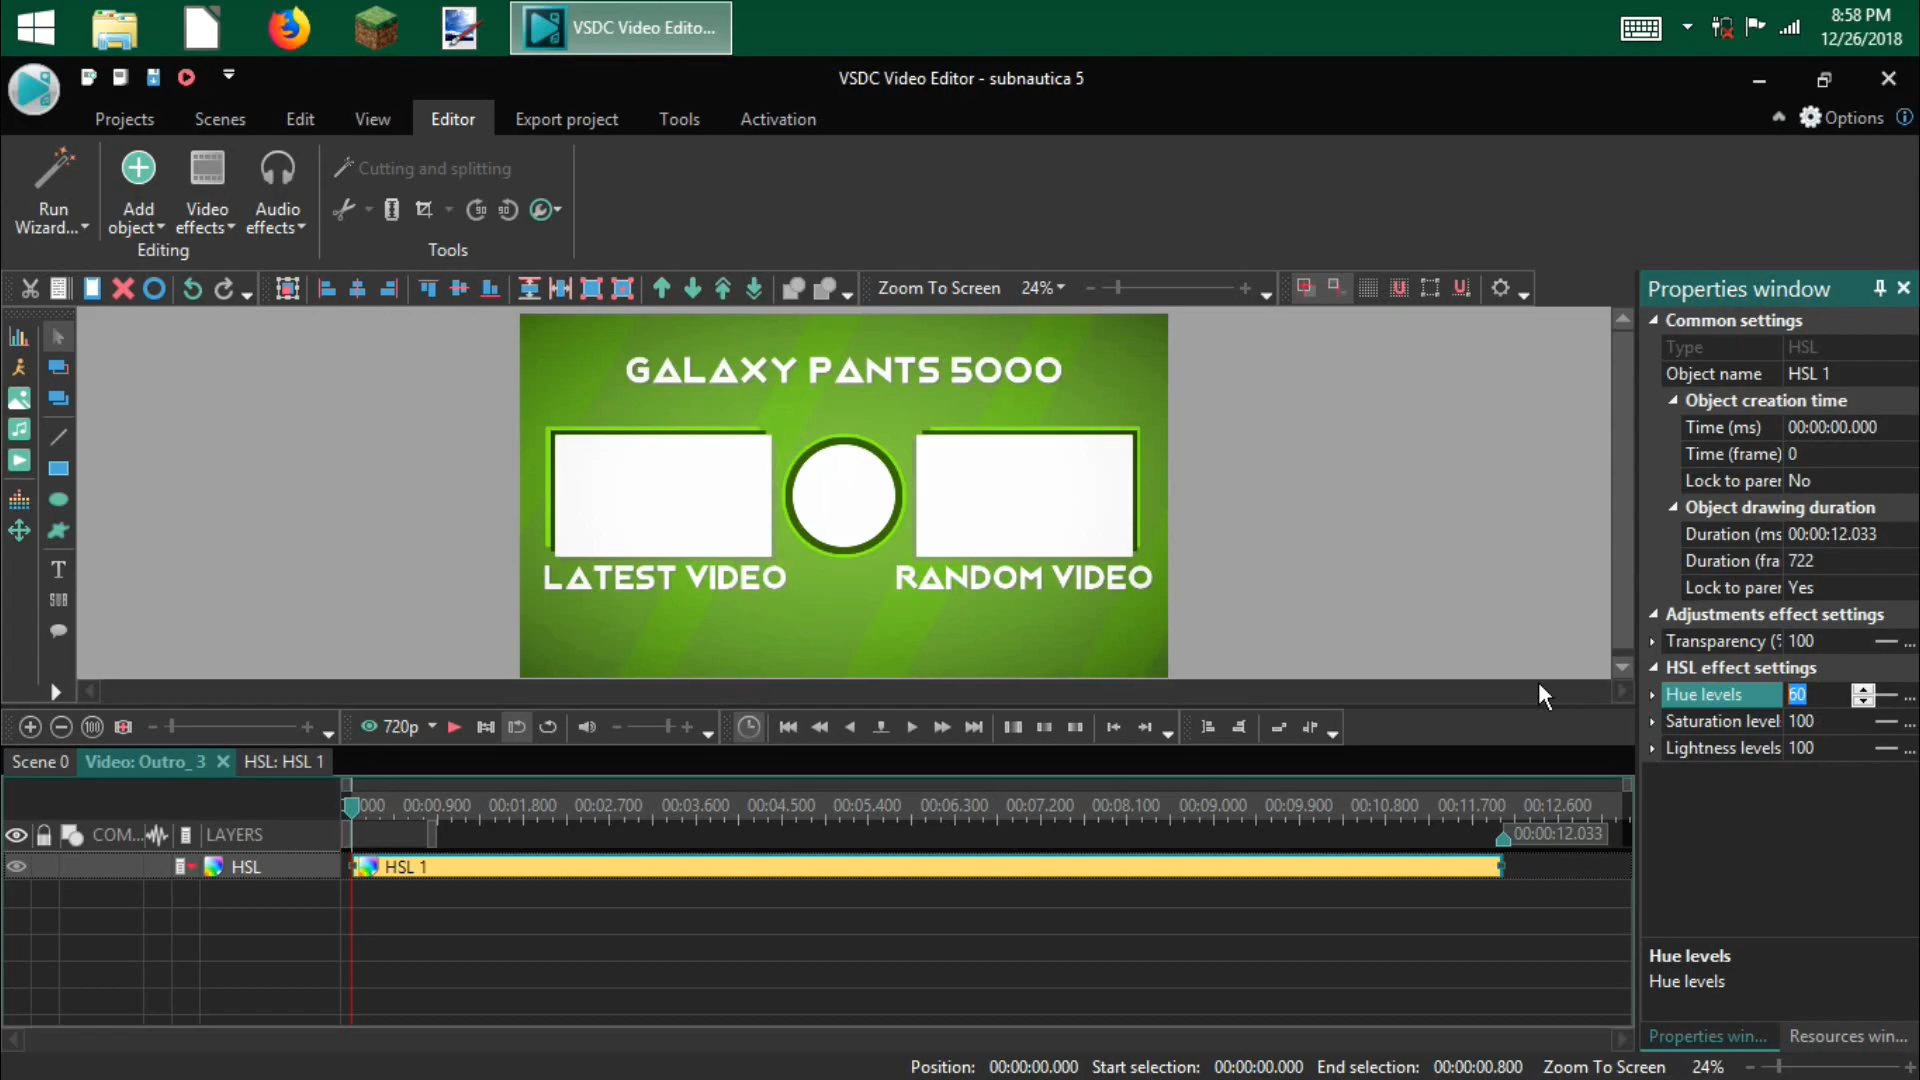 VSDC Video Edito...
8:58 PM
12/26/2018
VSDC Video Editor - subnautica 5
Projects
Scenes
Edit
View
Editor
Export project
Tools
Activation
Options
Run Wizard...
Add object
Video effects
Audio effects
Editing
Cutting and splitting
Tools
Zoom To Screen
24%
Properties window
Common settings
Type HSL
Object name HSL 1
Object creation time
Time (ms) 00:00:00.000
Time (frame) 0
Lock to parer No
Object drawing duration
Duration (ms 00:00:12.033
Duration (fra 722
Lock to parer Yes
Adjustments effect settings
Transparency (% 100 ...
HSL effect settings
Hue levels 60 ...
Saturation level 100 ...
Lightness levels 100 ...
GALAXY PANTS 5000
LATEST VIDEO
RANDOM VIDEO
T
SUB
100
720p
Scene 0
Video: Outro_ 3
HSL: HSL 1
000 00:00.900 00:01.800 00:02.700 00:03.600 00:04.500 00:05.400 00:06.300 00:07.200 00:08.100 00:09.000 00:09.900 00:10.800 00:11.700 00:12.600
COM...
LAYERS
00:00:12.033
HSL
HSL 1
Hue levels
Hue levels
Properties win...
Resources win...
Position: 00:00:00.000 Start selection: 00:00:00.000 End selection: 00:00:00.800 Zoom To Screen 24%